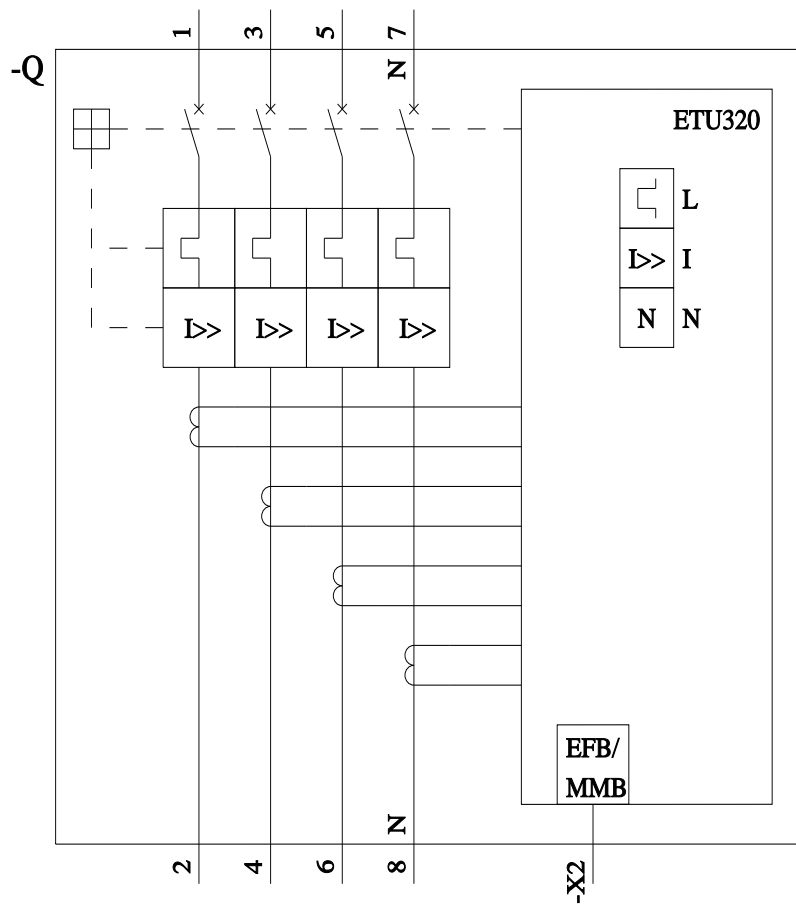 1 3 5 7
-Q
N
ETU320
L
I>> I
N N
I>> I>> I>> I>>
EFB/
MMB
N
2 4 6 8
-X2